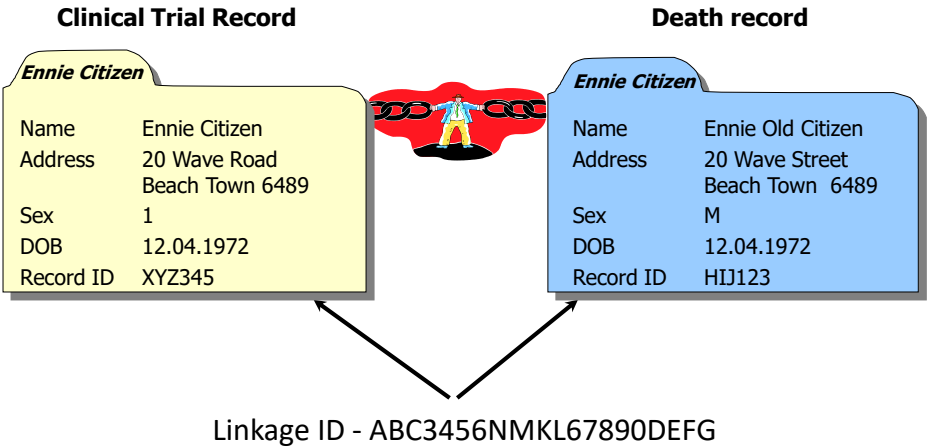 Clinical Trial Record
Ennie Citizen
Name Ennie Citizen
Address 20 Wave Road
Beach Town 6489
Sex 1
DOB 12.04.1972
Record ID XYZ345
Death record
Ennie Citizen
Name Ennie Old Citizen
Address 20 Wave Street
Beach Town 6489
Sex M
DOB 12.04.1972
Record ID HIJ123
Linkage ID - ABC3456NMKL67890DEFG